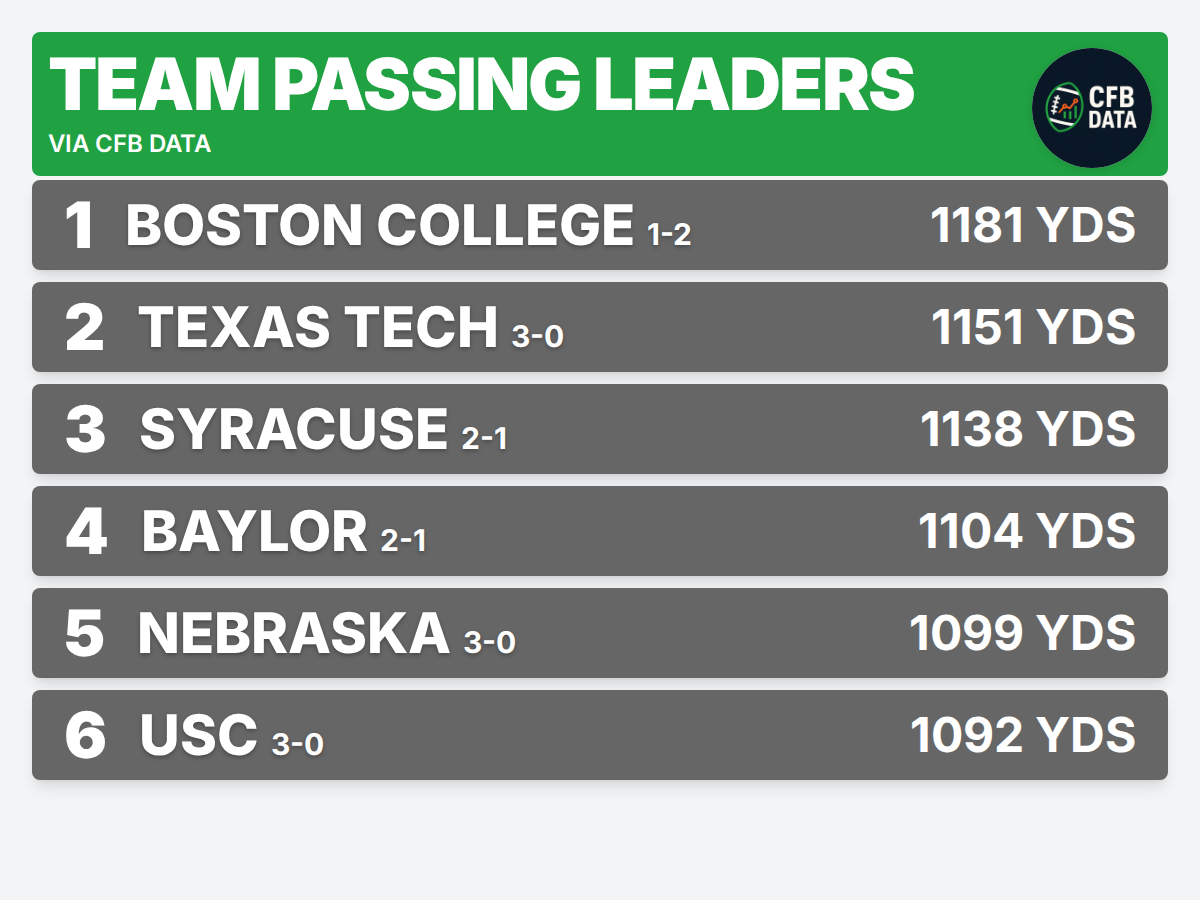 TEAM PASSING LEADERS
VIA CFB DATA
CFB
DATA
1 BOSTON COLLEGE 1-2 1181 YDS
2 TEXAS TECH 3-0 1151 YDS
3 SYRACUSE 2-1 1138 YDS
4 BAYLOR 2-1 1104 YDS
5 NEBRASKA 3-0 1099 YDS
6 USC 3-0 1092 YDS